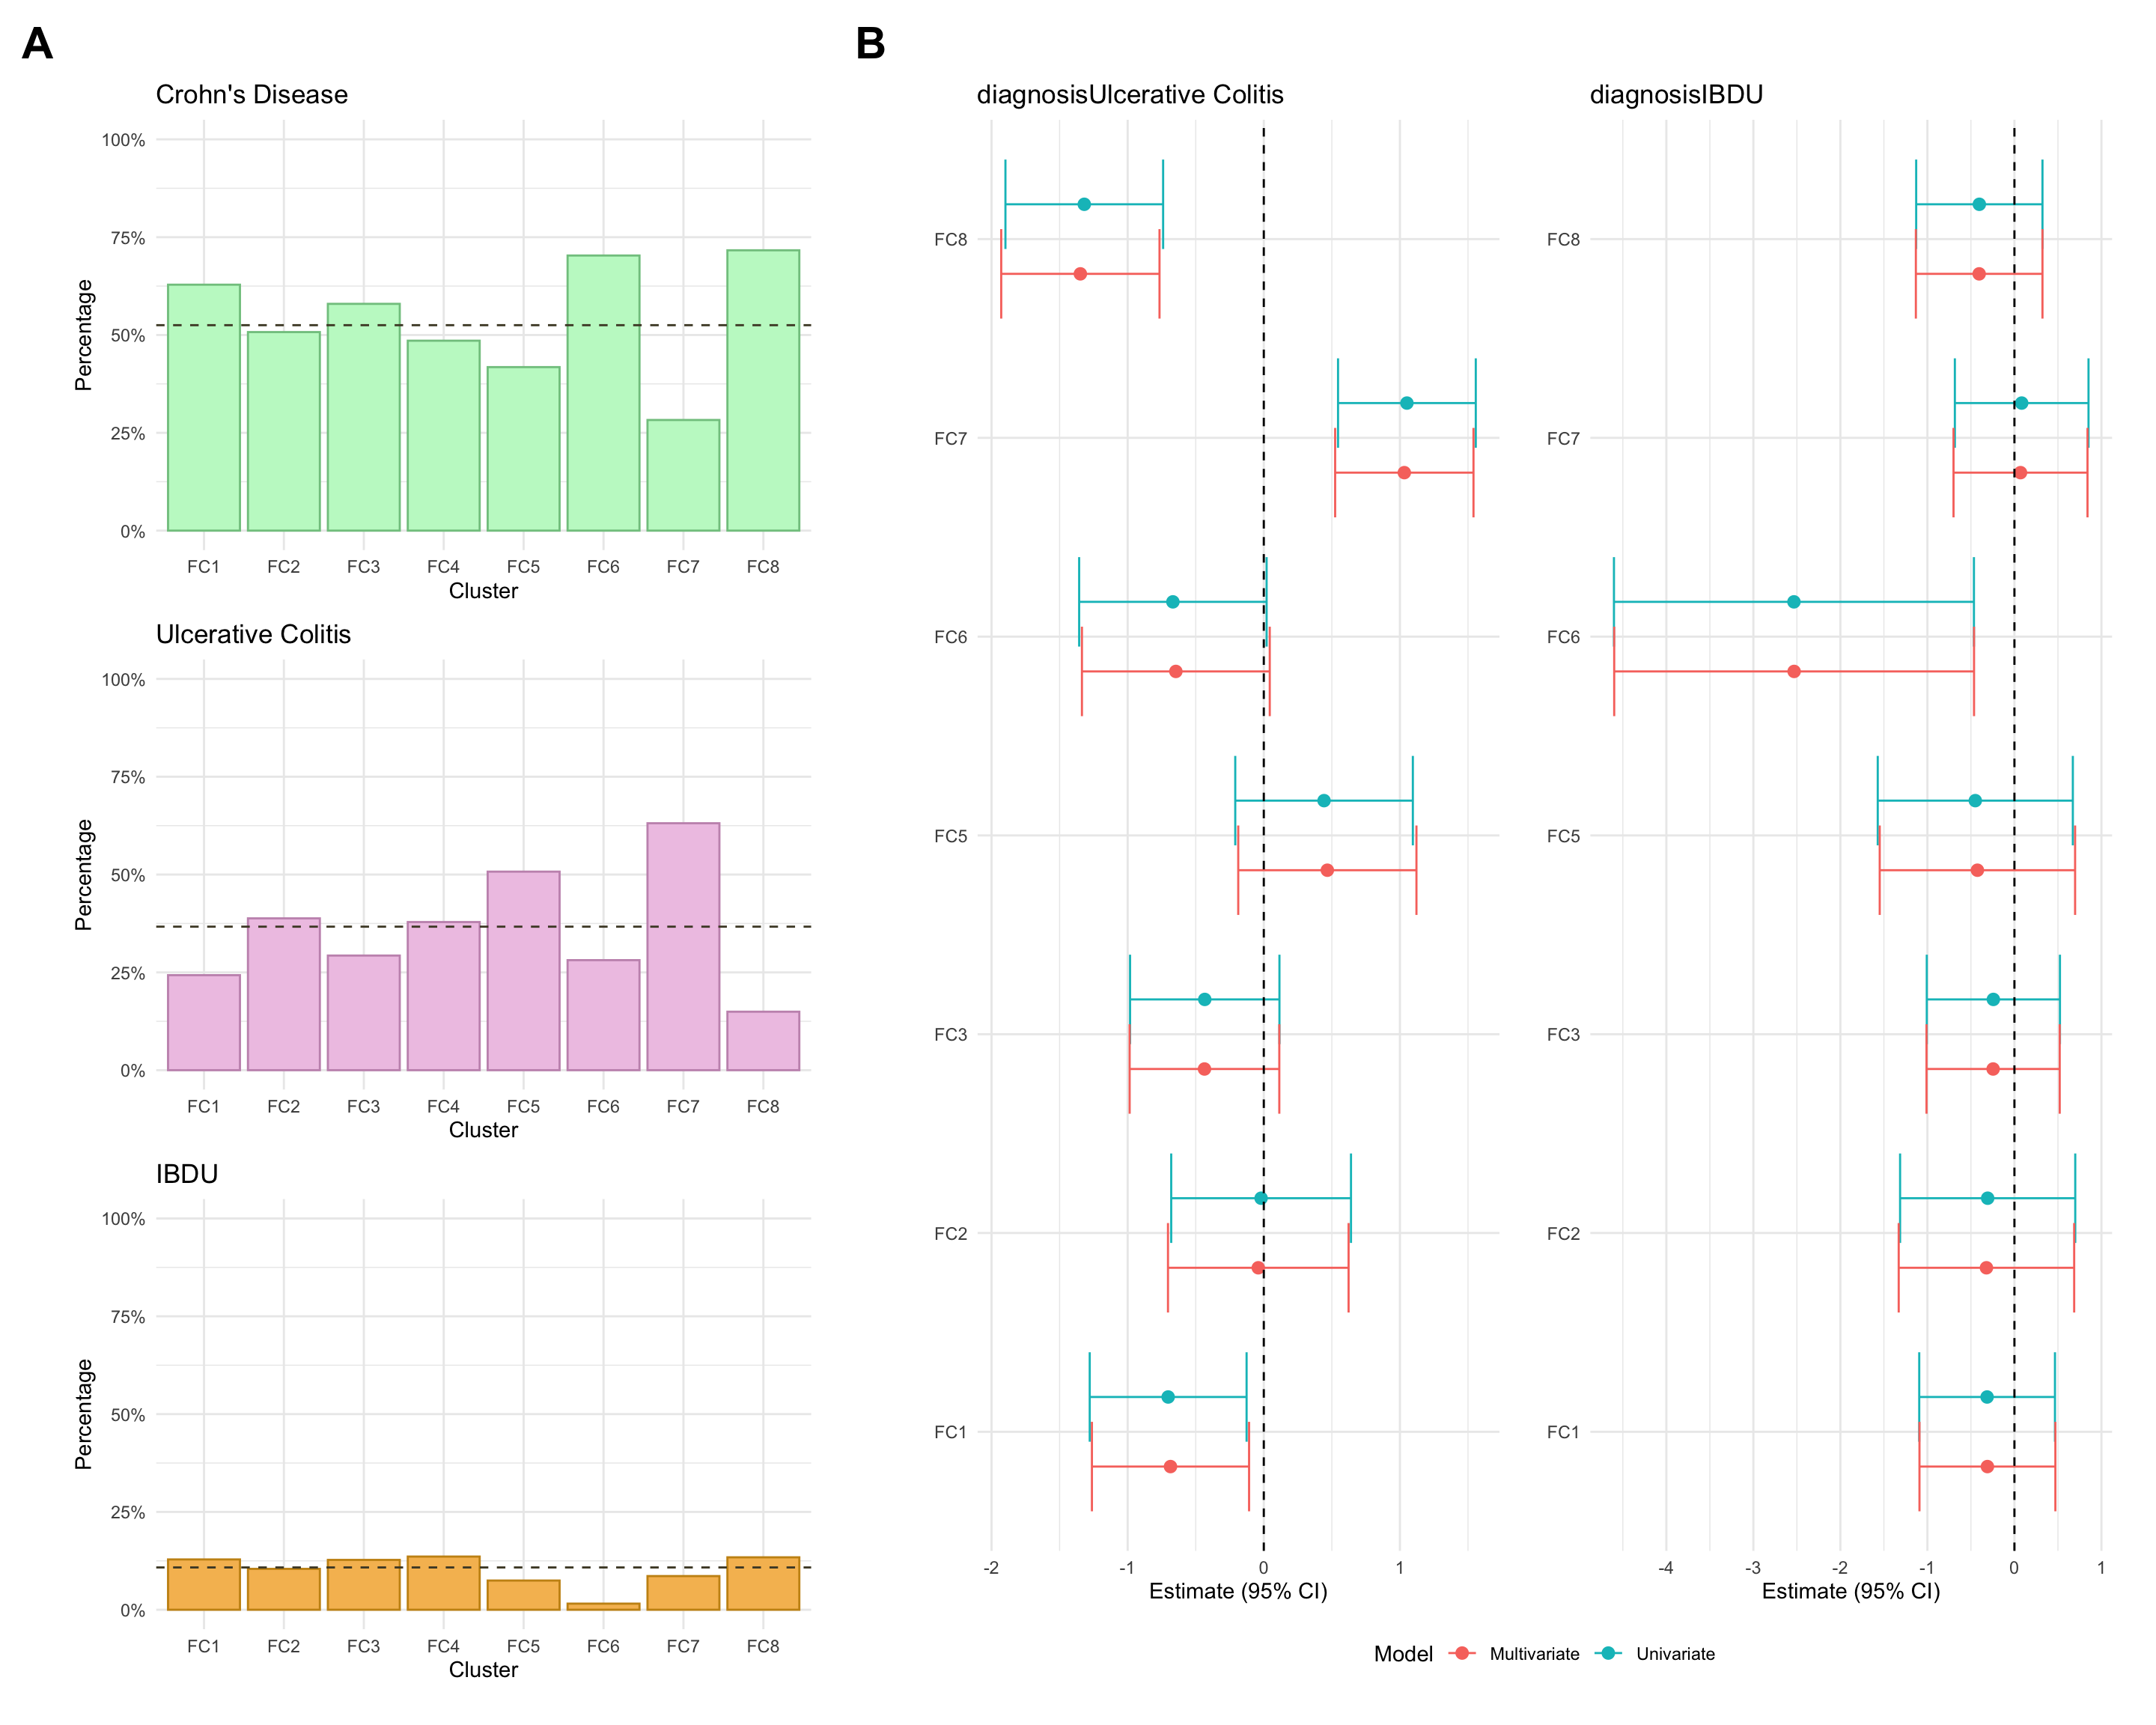 A
Crohn's Disease
100%
75%
50%
25%
0%
Percentage
FC1 FC2 FC3 FC4 FC5 FC6 FC7 FC8
Cluster
Ulcerative Colitis
100%
75%
50%
25%
0%
Percentage
FC1 FC2 FC3 FC4 FC5 FC6 FC7 FC8
Cluster
IBDU
100%
75%
50%
25%
0%
Percentage
FC1 FC2 FC3 FC4 FC5 FC6 FC7 FC8
Cluster
B
diagnosisUlcerative Colitis
FC8
FC7
FC6
FC5
FC3
FC2
FC1
-2 -1 0 1
Estimate (95% CI)
diagnosisIBDU
FC8
FC7
FC6
FC5
FC3
FC2
FC1
-4 -3 -2 -1 0 1
Estimate (95% CI)
Model Multivariate Univariate